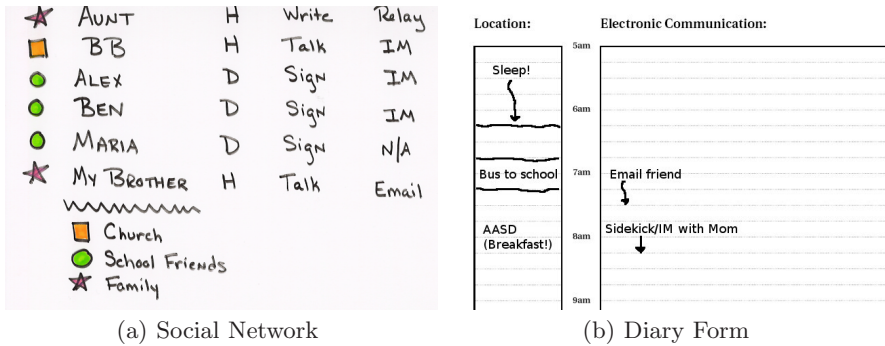 AUNT H Write Relay
BB H Talk IM
ALEX D Sign IM
BEN D Sign IM
MARIA D Sign N/A
MY BROTHER H Talk Email
Church
School Friends
Family
(a) Social Network
Location: Electronic Communication:
5am
Sleep!
6am
7am
Bus to school Email friend
AASD Sidekick/IM with Mom
8am
(Breakfast!)
9am
(b) Diary Form